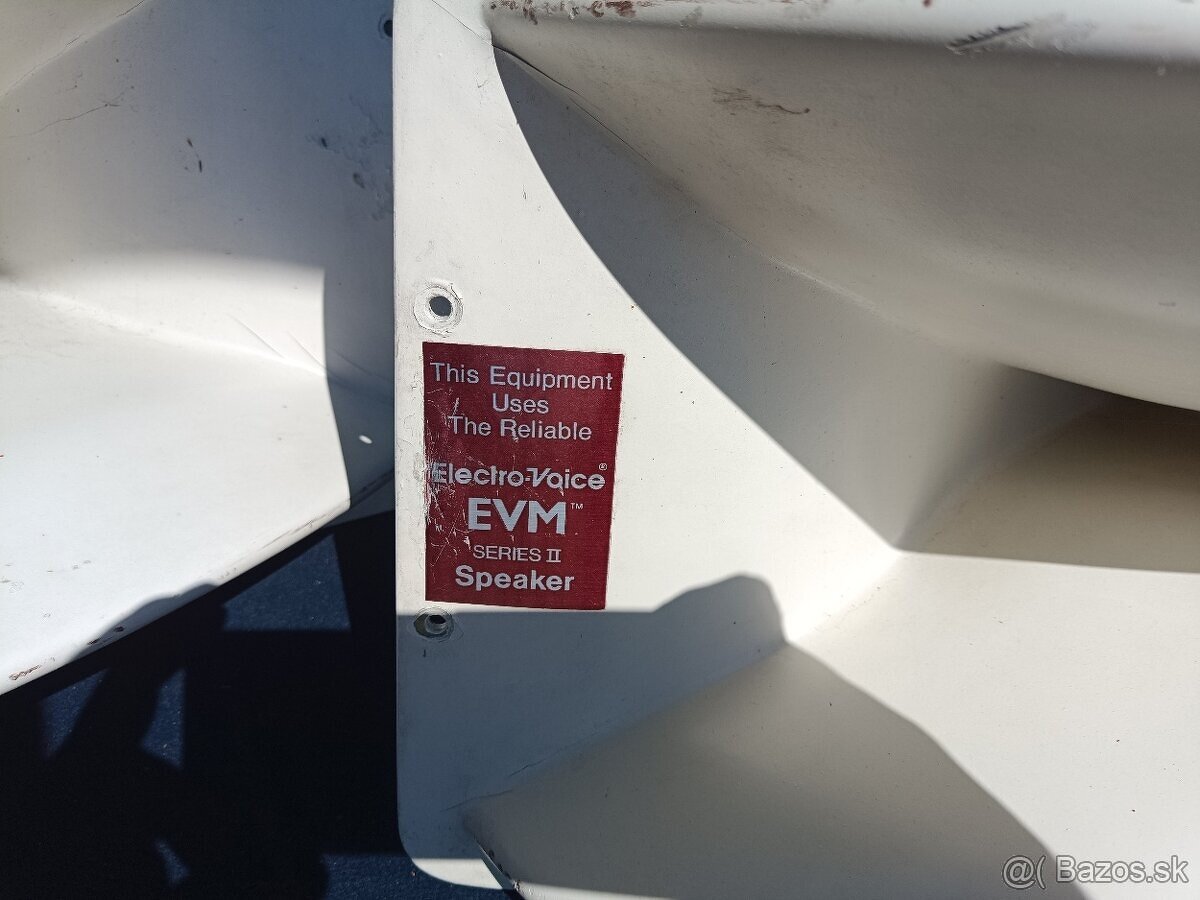 This Equipment
Uses
The Reliable
Electro-Voice®
EVM™
SERIES II
Speaker
@( Bazos.sk